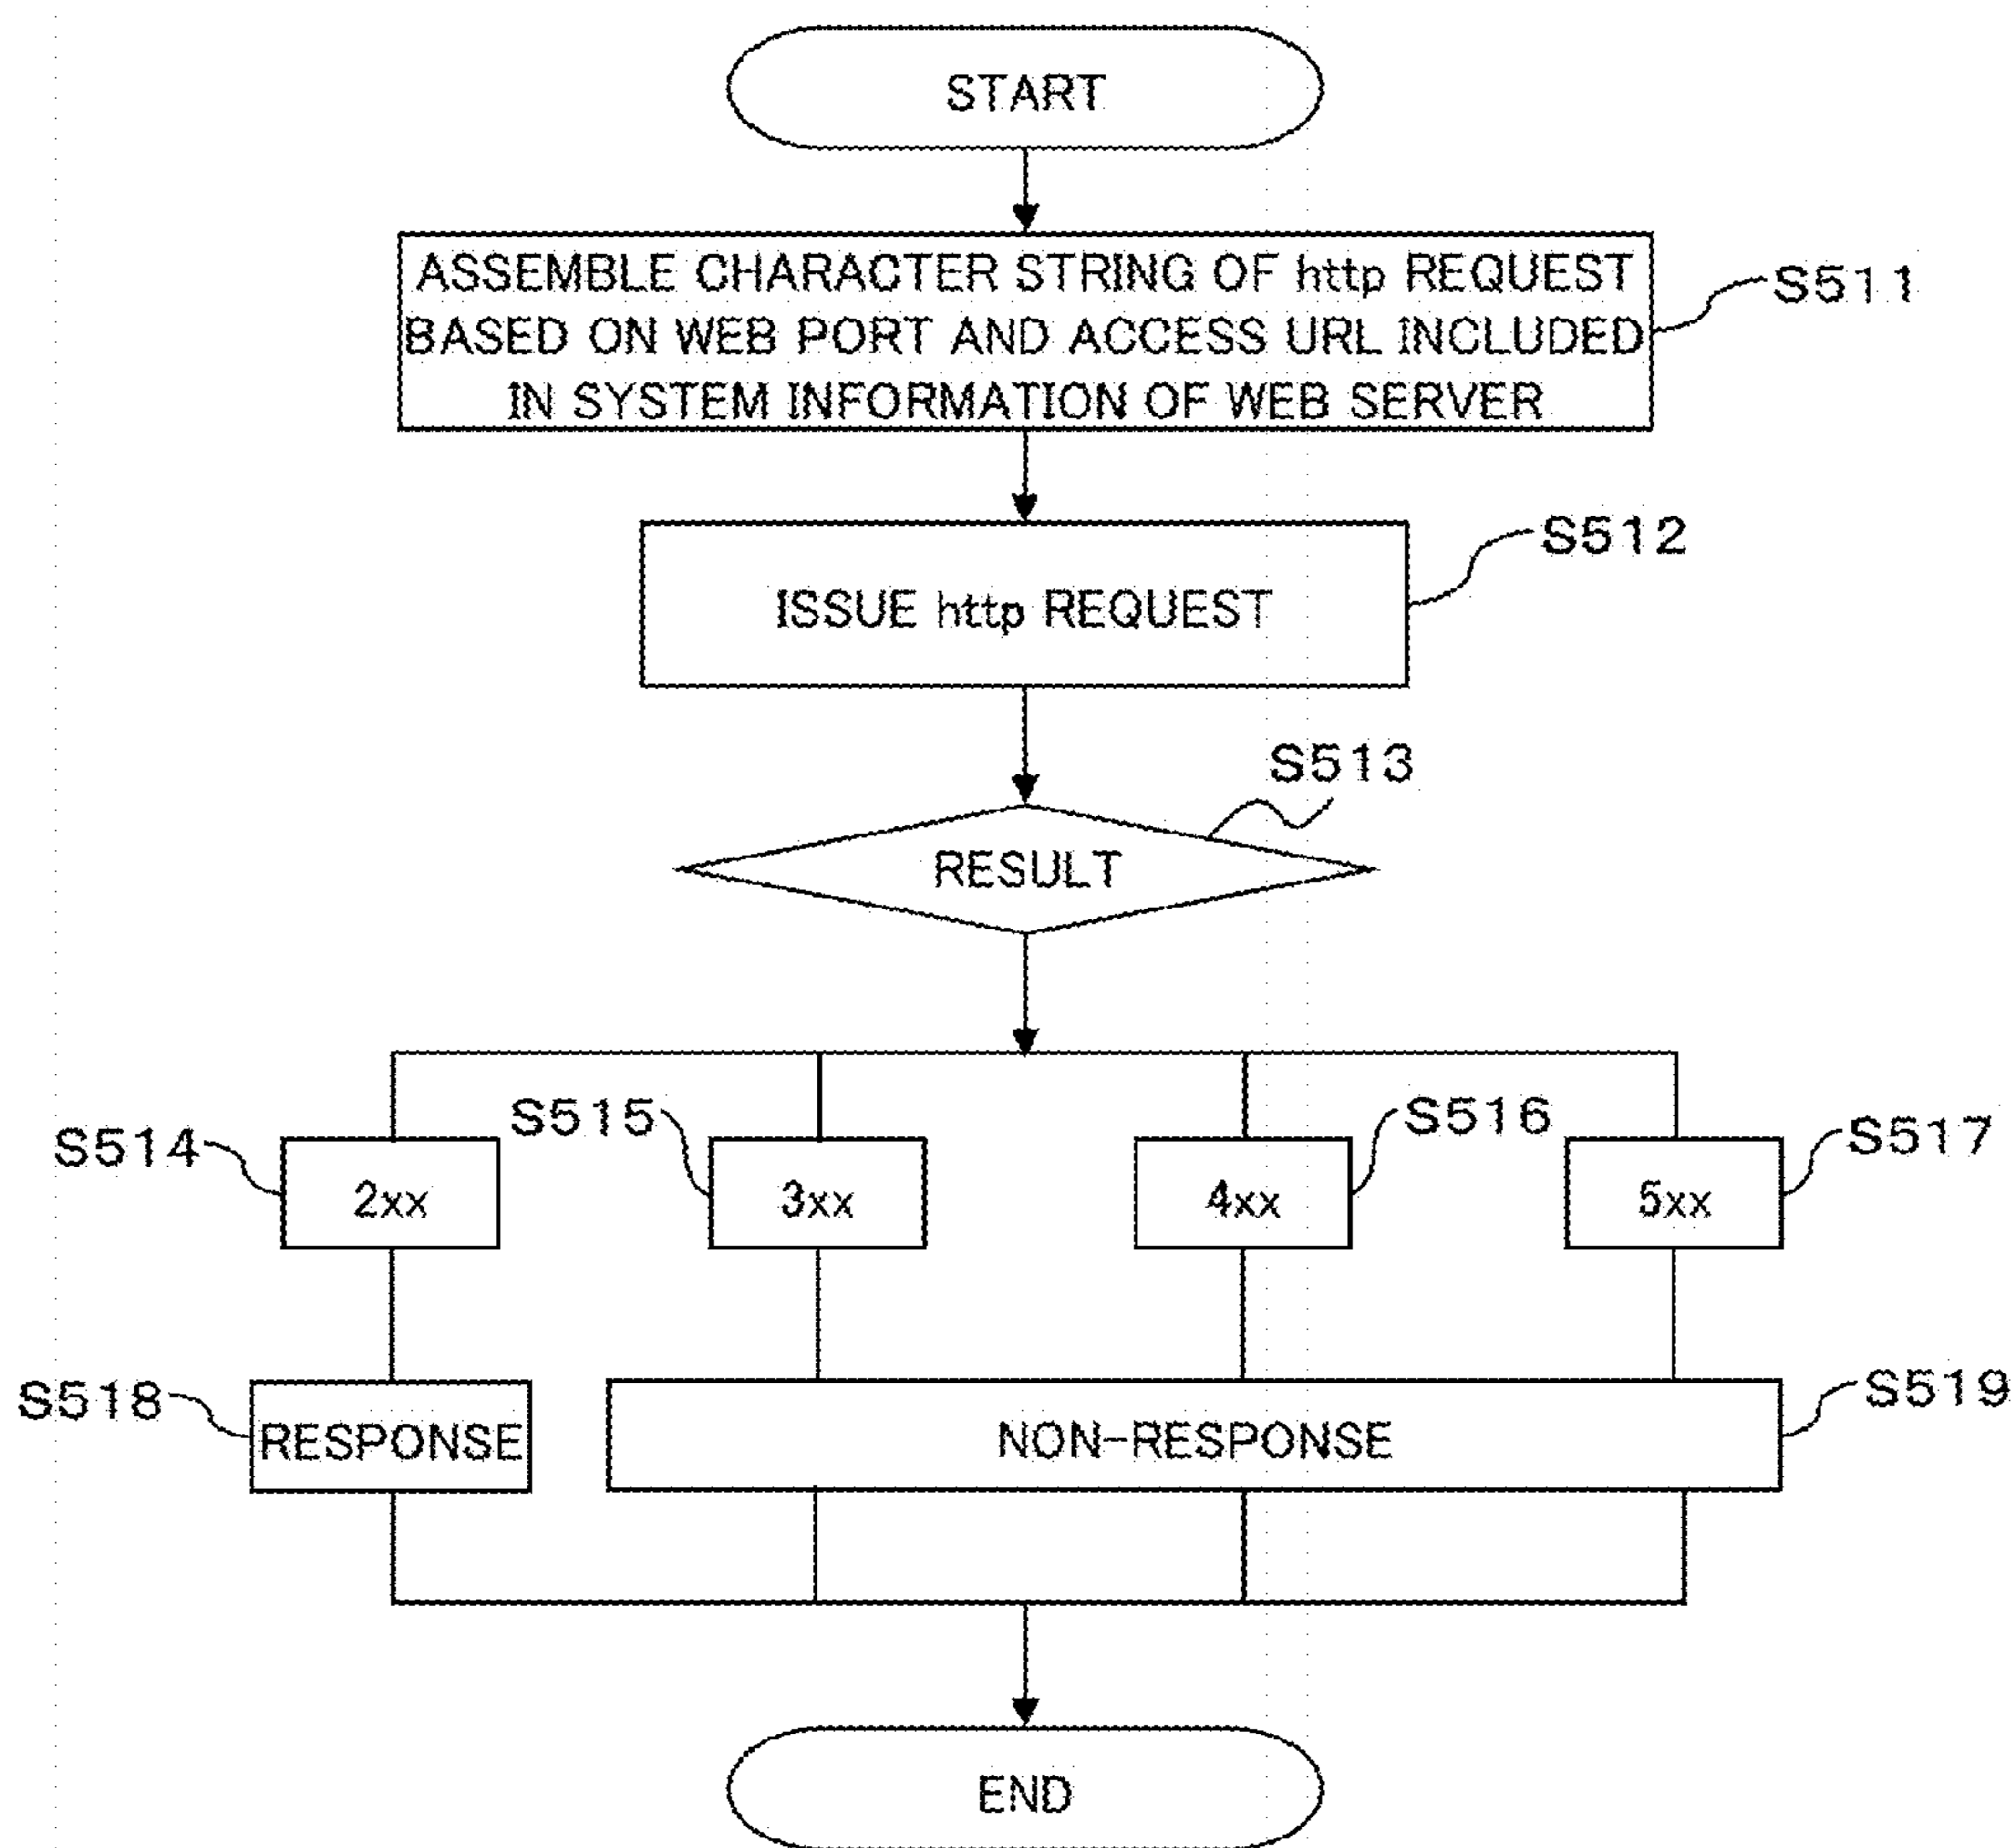 START
ASSEMBLE CHARACTER STRING OF http REQUEST
BASED ON WEB PORT AND ACCESS URL INCLUDED
IN SYSTEM INFORMATION OF WEB SERVER
S511
ISSUE http REQUEST
S512
S513
RESULT
S514
2xx
S515
3xx
S516
4xx
S517
5xx
S518
RESPONSE
NON-RESPONSE
S519
END